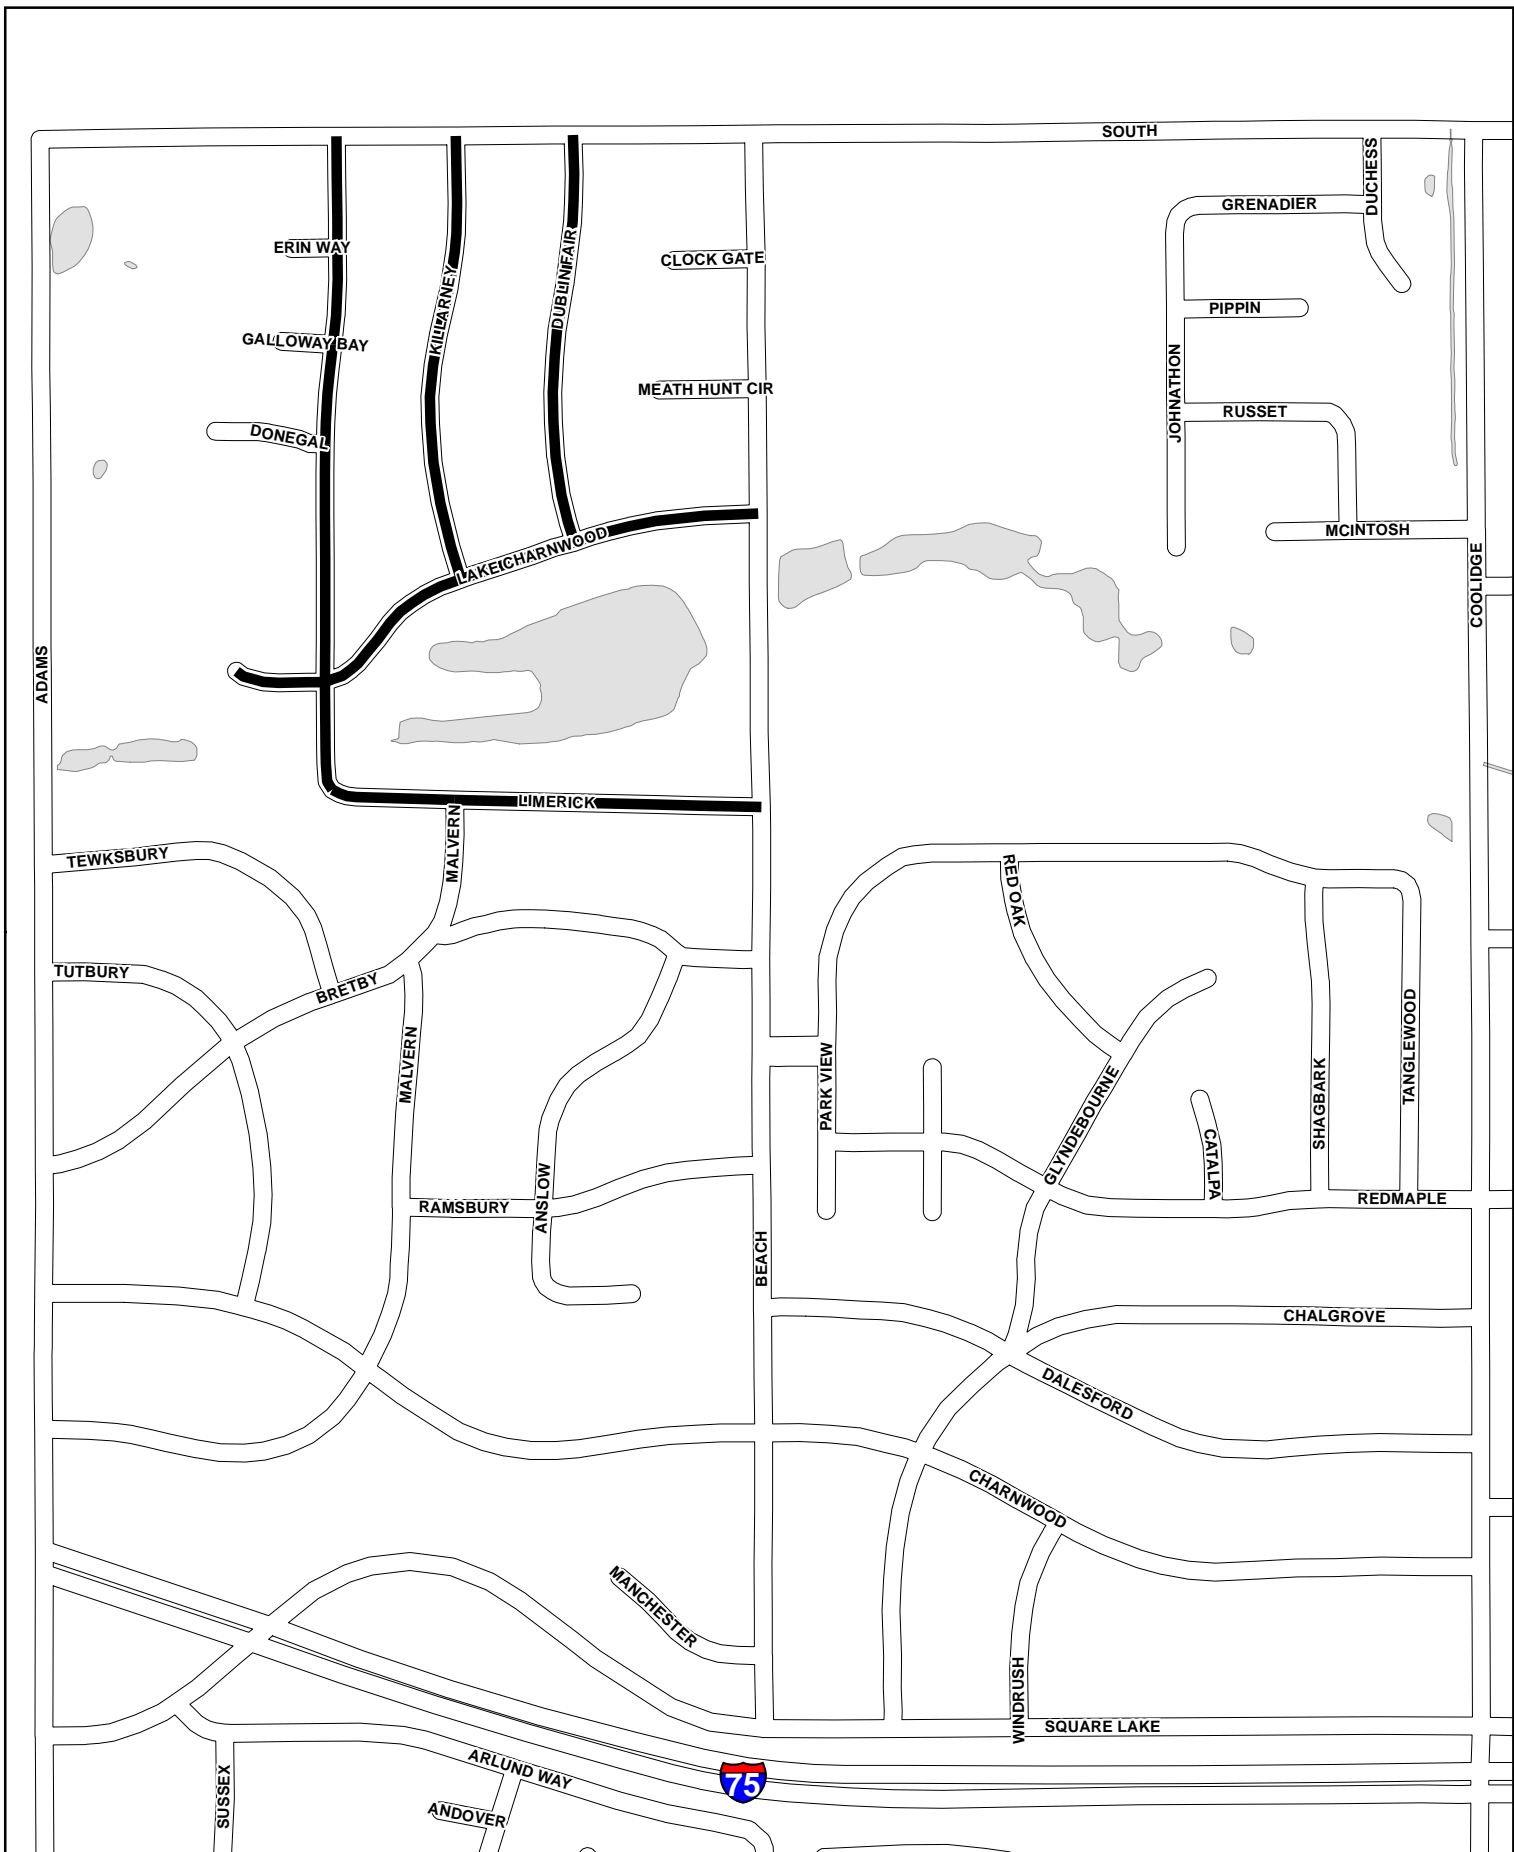 SOUTH
DUCHESS
GRENADIER
ERIN WAY
KILLARNEY
DUBLIN FAIR
CLOCK GATE
PIPPIN
GALLOWAY BAY
MEATH HUNT CIR
JOHNATHON
RUSSET
DONEGAL
LAKE CHARNWOOD
MCINTOSH
COOLIDGE
ADAMS
LIMERICK
MALVERN
TEWKSBURY
RED OAK
TUTBURY
BRETBY
MALVERN
PARK VIEW
TANGLEWOOD
GLYNDEBOURNE
SHAGBARK
CATALPA
ANSLOW
RAMSBURY
REDMAPLE
BEACH
CHALGROVE
DALESFORD
CHARNWOOD
MANCHESTER
WINDRUSH
SQUARE LAKE
ARLUND WAY
75
SUSSEX
ANDOVER